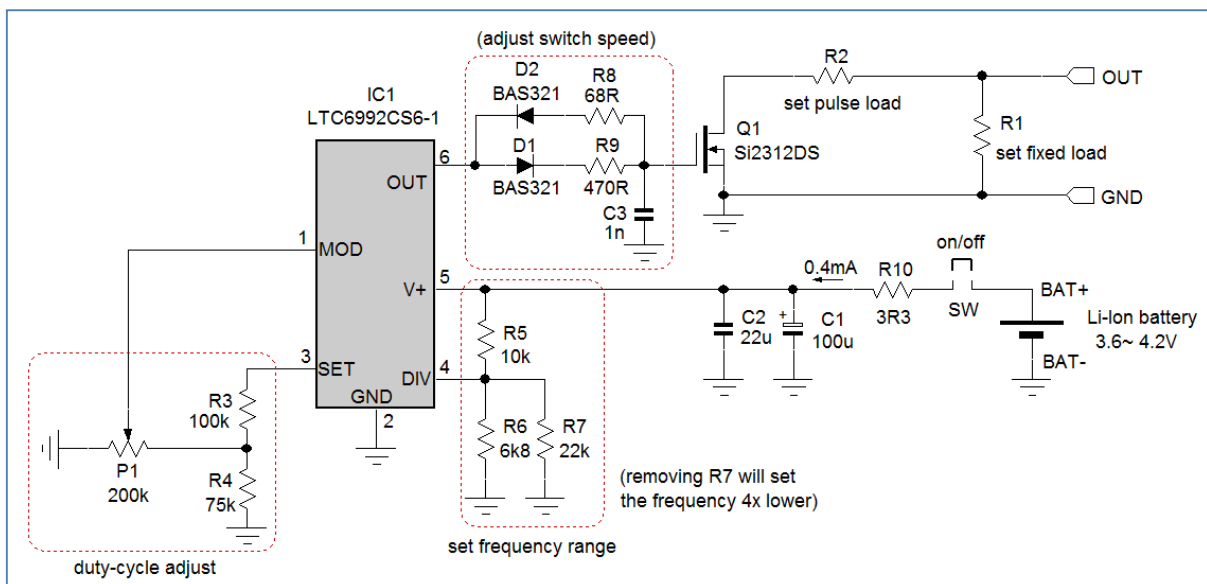 (adjust switch speed)
D2
BAS321
R8
68R
D1
BAS321
R9
470R
C3
1n
IC1
LTC6992CS6-1
6
OUT
1
MOD
5
V+
3
SET
4
DIV
GND
2
Q1
Si2312DS
R2
set pulse load
R1
set fixed load
OUT
GND
on/off
0.4mA
R10
3R3
SW
BAT+
Li-Ion battery
3.6~ 4.2V
BAT-
C2
22u
+
C1
100u
R5
10k
R6
6k8
R7
22k
(removing R7 will set
the frequency 4x lower)
set frequency range
R3
100k
P1
200k
R4
75k
duty-cycle adjust